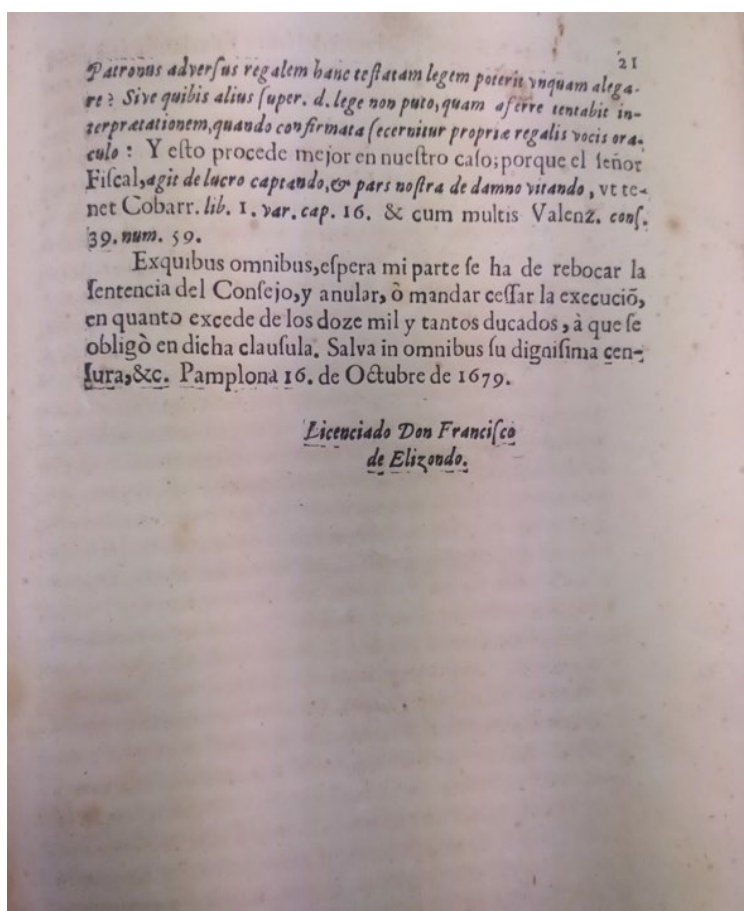 21
Patronus adverſus regalem hanc teſtatam legem poterit vnquam alega-
re? Sive quibis alius ſuper. d. lege non puto, quam aferre tentabit in-
terprætationem, quando confirmata ſecernitur propriæ regalis vocis ora-
culo: Y eſto procede mejor en nueſtro caſo; porque el ſeñor
Fiſcal, agit de lucro captando, & pars noſtra de damno vitando, vt te-
net Cobarr. lib. 1. var. cap. 16. & cum multis Valenz. conſ.
39. num. 59.
Exquibus omnibus, eſpera mi parte ſe ha de rebocar la
ſentencia del Conſejo, y anular, ò mandar ceſſar la execuciõ,
en quanto excede de los doze mil y tantos ducados, à que ſe
obligò en dicha clauſula. Salva in omnibus ſu digniſima cen-
ſura, &c. Pamplona 16. de Octubre de 1679.
Licenciado Don Franciſco
de Elizondo.